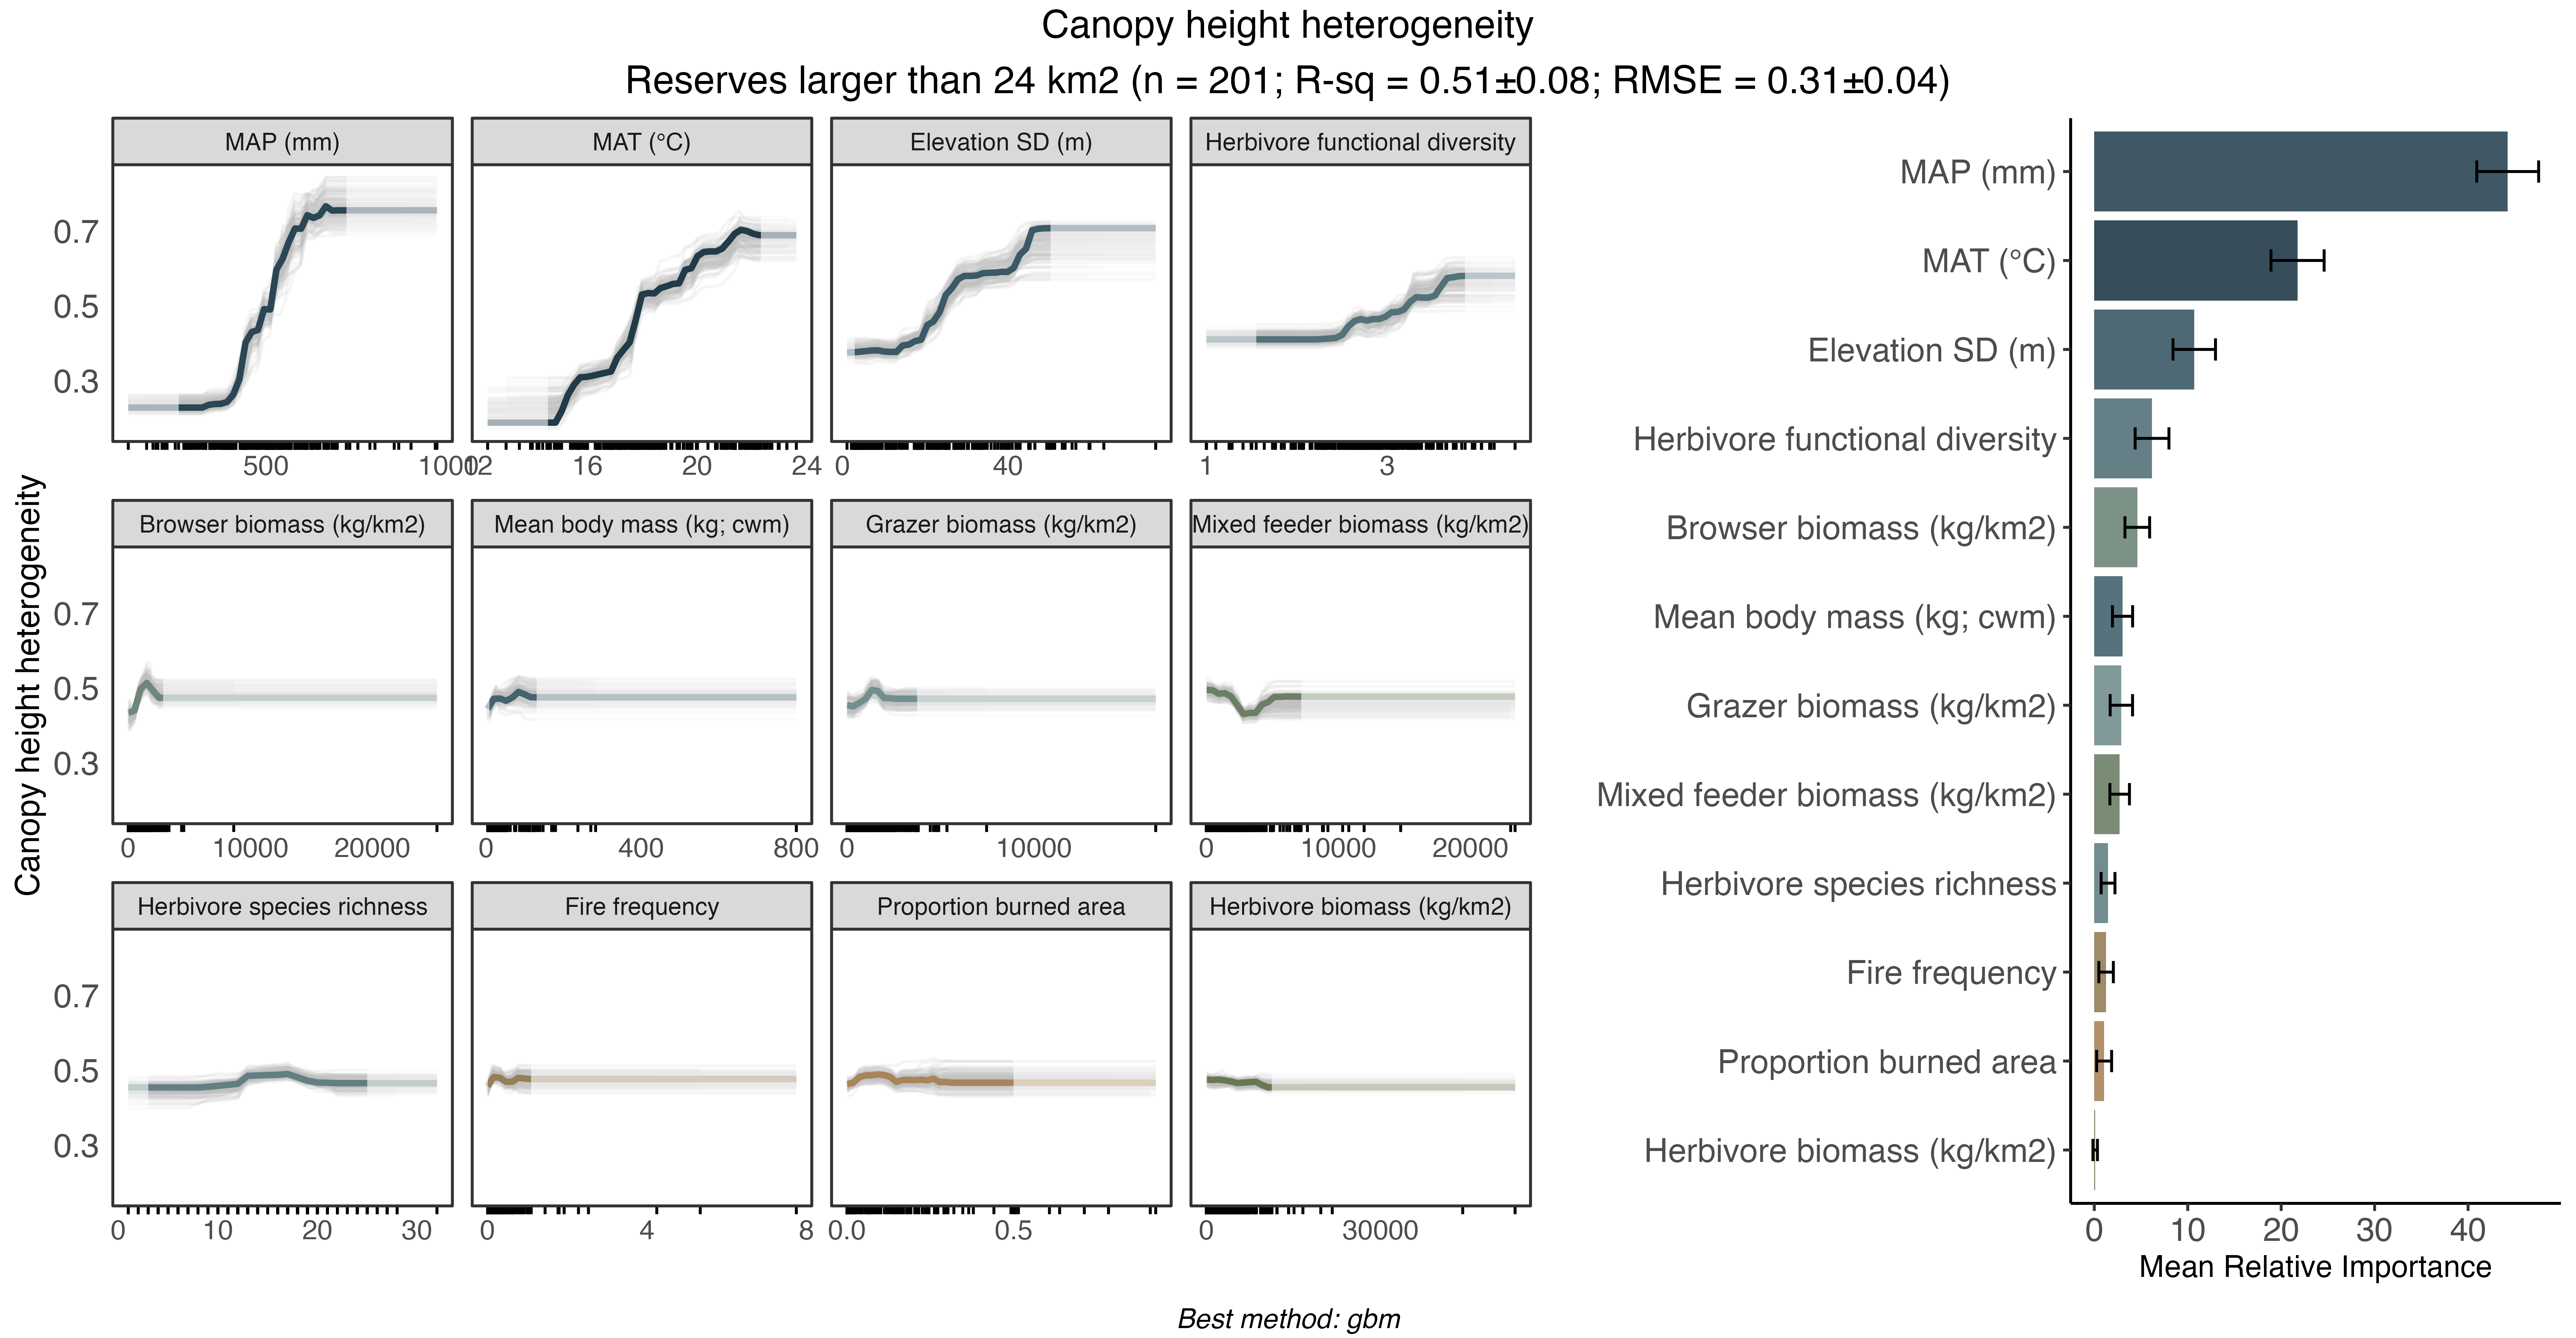 Canopy height heterogeneity
Reserves larger than 24 km2 (n = 201; R-sq = 0.51±0.08; RMSE = 0.31±0.04)
Canopy height heterogeneity
MAP (mm)
MAT (°C)
Elevation SD (m)
Herbivore functional diversity
0.7
0.5
0.3
500 1000
12 16 20 24
0 40
1 3
Browser biomass (kg/km2)
Mean body mass (kg; cwm)
Grazer biomass (kg/km2)
Mixed feeder biomass (kg/km2)
0.7
0.5
0.3
0 10000 20000
0 400 800
0 10000
0 10000 20000
Herbivore species richness
Fire frequency
Proportion burned area
Herbivore biomass (kg/km2)
0.7
0.5
0.3
0 10 20 30
0 4 8
0.0 0.5
0 30000
MAP (mm)
MAT (°C)
Elevation SD (m)
Herbivore functional diversity
Browser biomass (kg/km2)
Mean body mass (kg; cwm)
Grazer biomass (kg/km2)
Mixed feeder biomass (kg/km2)
Herbivore species richness
Fire frequency
Proportion burned area
Herbivore biomass (kg/km2)
0 10 20 30 40
Mean Relative Importance
Best method: gbm